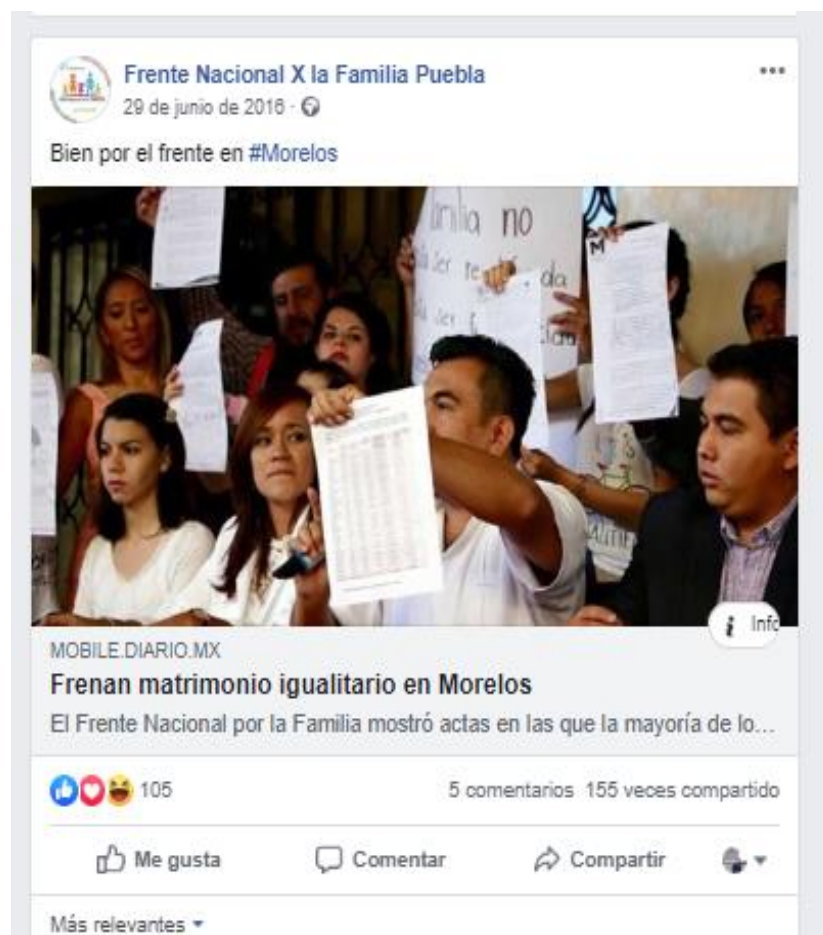 Frente Nacional X la Familia Puebla
29 de junio de 2016 ·
Bien por el frente en #Morelos
no
da
M
i Info
MOBILE.DIARIO.MX
Frenan matrimonio igualitario en Morelos
El Frente Nacional por la Familia mostró actas en las que la mayoría de lo...
105
5 comentarios 155 veces compartido
Me gusta Comentar Compartir
Más relevantes